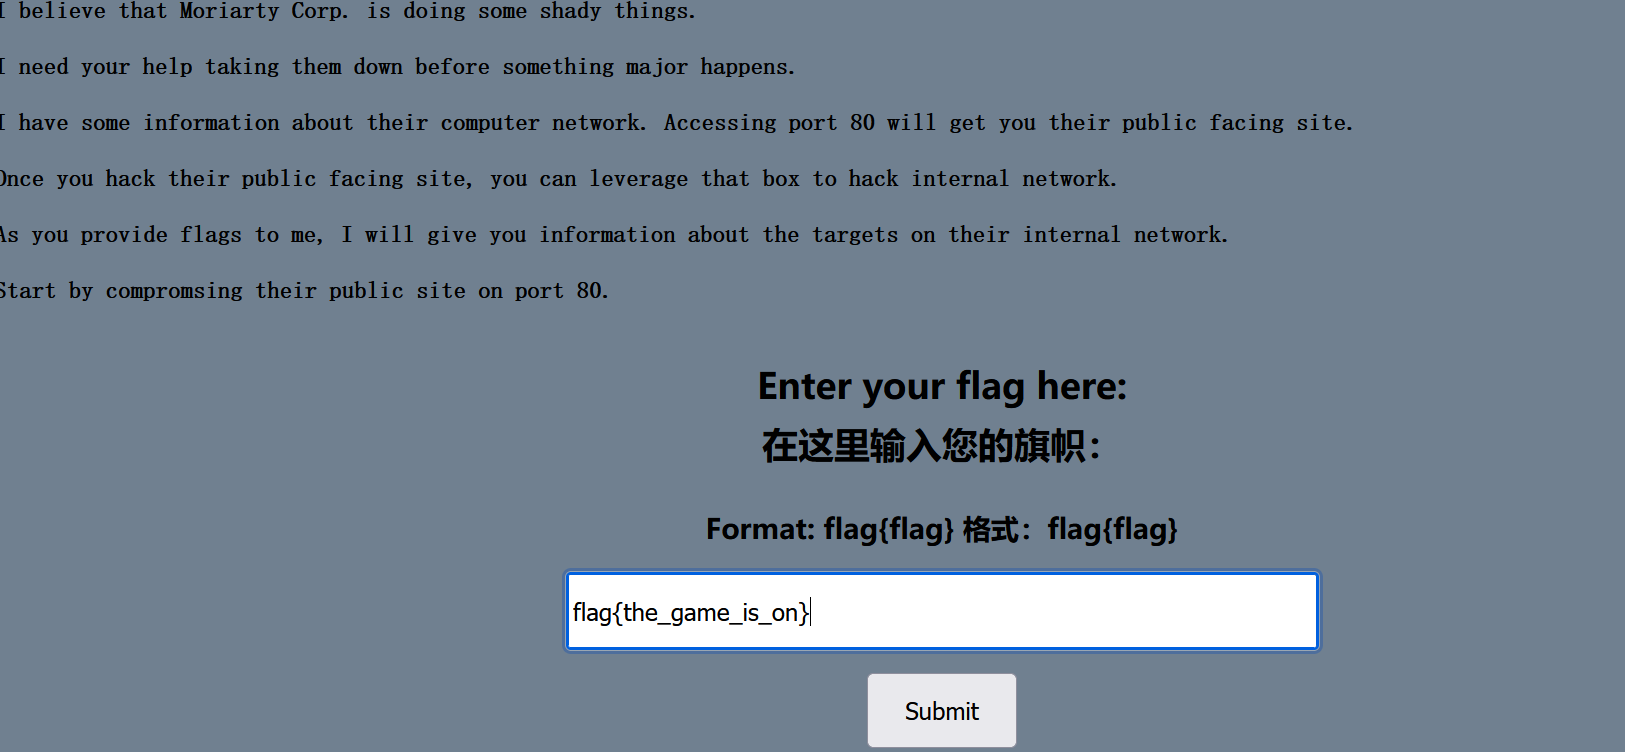 I believe that Moriarty Corp. is doing some shady things.
I need your help taking them down before something major happens.
I have some information about their computer network. Accessing port 80 will get you their public facing site.
Once you hack their public facing site, you can leverage that box to hack internal network.
As you provide flags to me, I will give you information about the targets on their internal network.
Start by compromsing their public site on port 80.
Enter your flag here:
在这里输入您的旗帜：
Format: flag{flag} 格式：flag{flag}
flag{the_game_is_on}
Submit